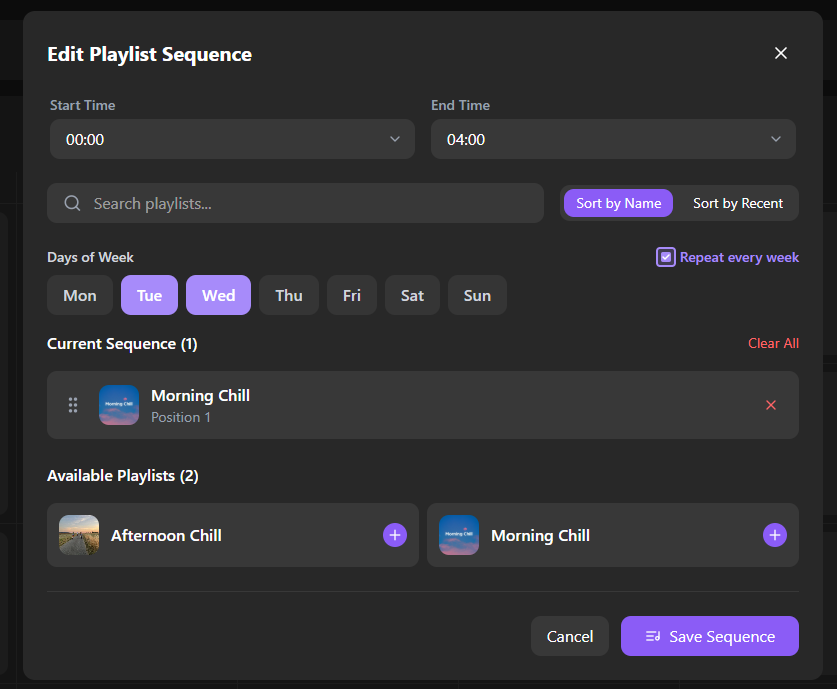 Edit Playlist Sequence
Start Time
End Time
00:00
04:00
Search playlists...
Sort by Name
Sort by Recent
Days of Week
Repeat every week
Mon
Tue
Wed
Thu
Fri
Sat
Sun
Current Sequence (1)
Clear All
Morning Chill
Morning Chill
Position 1
Available Playlists (2)
Afternoon Chill
Morning Chill
Morning Chill
Cancel
Save Sequence